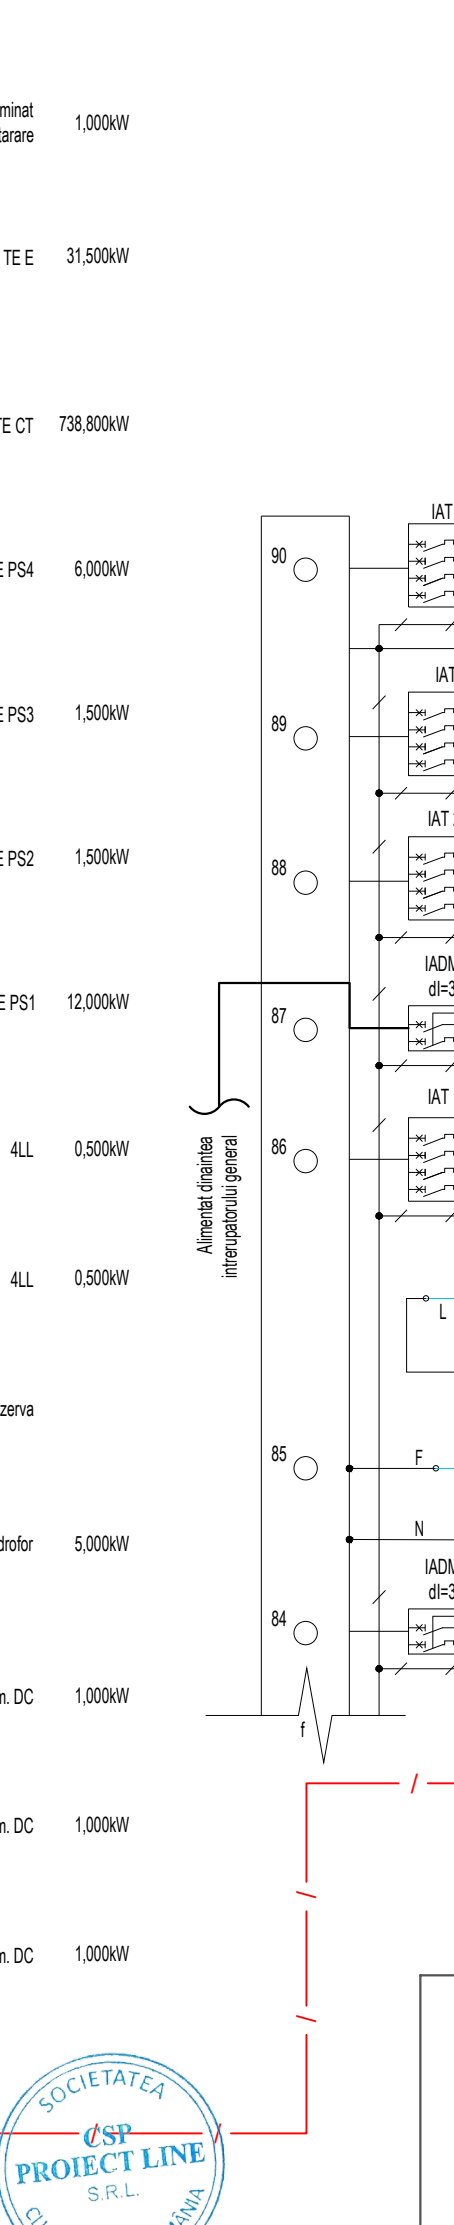 minat
tarare
1,000kW
TE E
31,500kW
TE CT
738,800kW
E PS4
6,000kW
E PS3
1,500kW
E PS2
1,500kW
E PS1
12,000kW
4LL
0,500kW
4LL
0,500kW
zerva
drofor
5,000kW
n. DC
1,000kW
n. DC
1,000kW
n. DC
1,000kW
90
89
88
87
86
85
84
Alimentat dinaintea
intrerupatorului general
f
IAT
IAT
IAT
IADM
dI=3
IAT
L
F
N
IADM
dI=3
SOCIETATEA
CSP
PROIECT LINE
S.R.L.